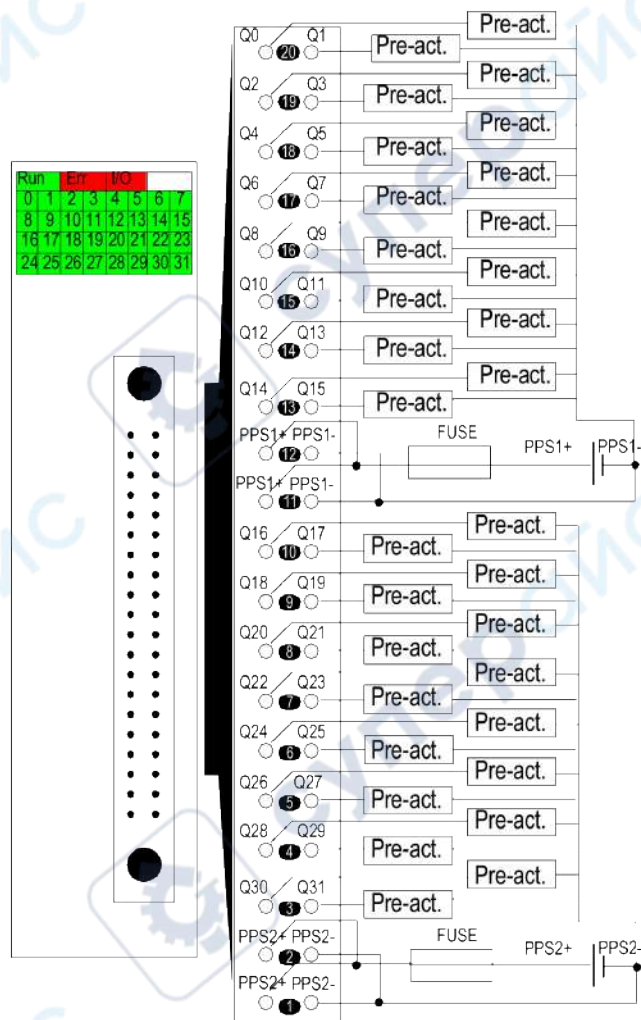 Run Err I/O
0 1 2 3 4 5 6 7
8 9 10 11 12 13 14 15
16 17 18 19 20 21 22 23
24 25 26 27 28 29 30 31
Pre-act.
Q0 20 Q1 Pre-act.
Pre-act.
Q2 19 Q3 Pre-act.
Pre-act.
Q4 18 Q5 Pre-act.
Pre-act.
Q6 17 Q7 Pre-act.
Pre-act.
Q8 16 Q9 Pre-act.
Pre-act.
Q10 15 Q11 Pre-act.
Pre-act.
Q12 14 Q13 Pre-act.
Pre-act.
Q14 15 Q15 Pre-act.
13
PPS1+ PPS1- FUSE PPS1+ PPS1-
12
PPS1+ PPS1-
11
Pre-act.
Q16 10 Q17 Pre-act.
Pre-act.
Q18 9 Q19 Pre-act.
Pre-act.
Q20 8 Q21 Pre-act.
Pre-act.
Q22 7 Q23 Pre-act.
Pre-act.
Q24 6 Q25 Pre-act.
Pre-act.
Q26 5 Q27 Pre-act.
Pre-act.
Q28 4 Q29 Pre-act.
Pre-act.
Q30 3 Q31 Pre-act.
PPS2+ PPS2- FUSE PPS2+ PPS2-
2
PPS2+ PPS2-
1
супер
айс